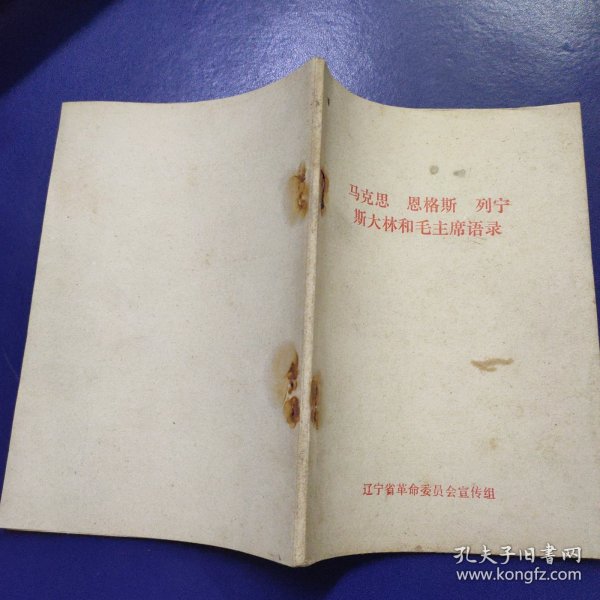 马克思 恩格斯 列宁
斯大林和毛主席语录
辽宁省革命委员会宣传组
孔夫子旧书网
www.kongfz.com